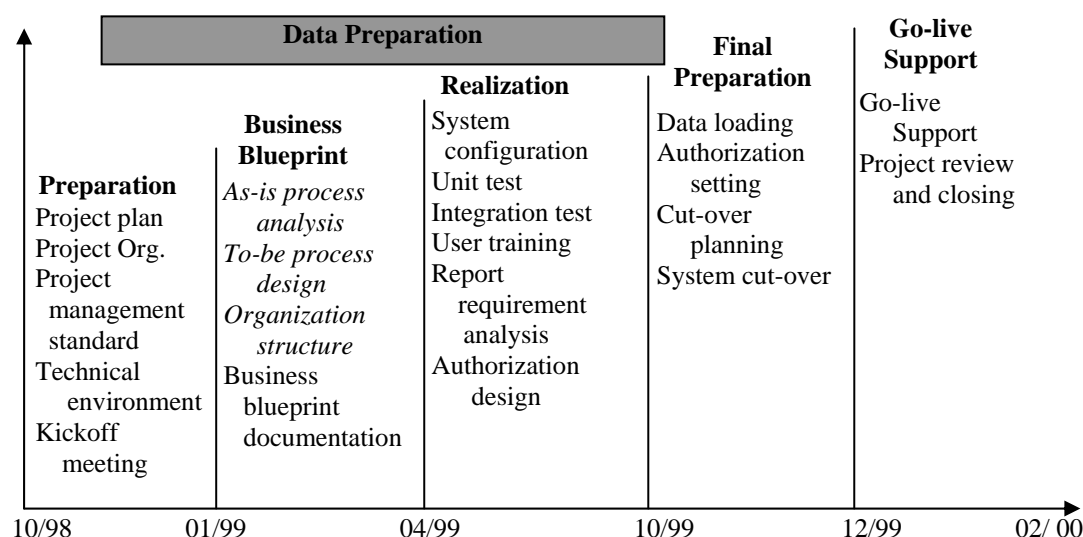 Data Preparation
Preparation
Project plan
Project Org.
Project
management
standard
Technical
environment
Kickoff
meeting
Business
Blueprint
As-is process
analysis
To-be process
design
Organization
structure
Business
blueprint
documentation
Realization
System
configuration
Unit test
Integration test
User training
Report
requirement
analysis
Authorization
design
Final
Preparation
Data loading
Authorization
setting
Cut-over
planning
System cut-over
Go-live
Support
Go-live
Support
Project review
and closing
10/98
01/99
04/99
10/99
12/99
02/ 00